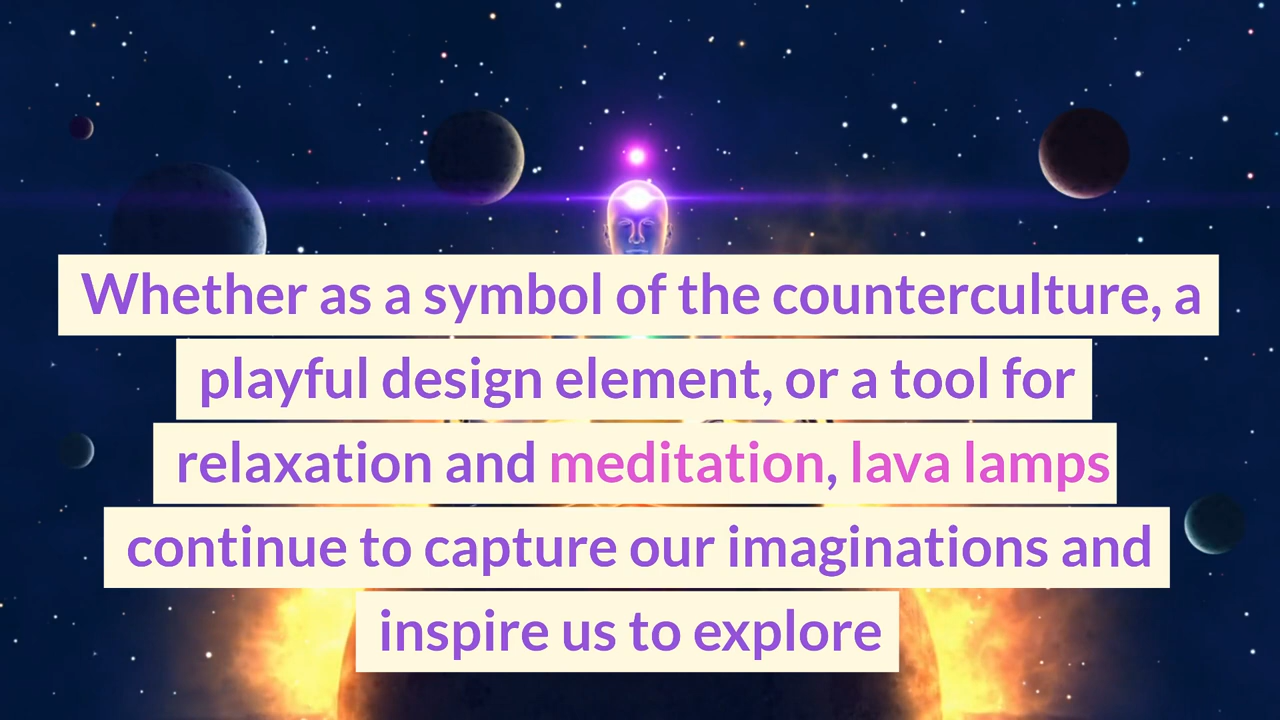 Whether as a symbol of the counterculture, a
playful design element, or a tool for
relaxation and meditation, lava lamps
continue to capture our imaginations and
inspire us to explore